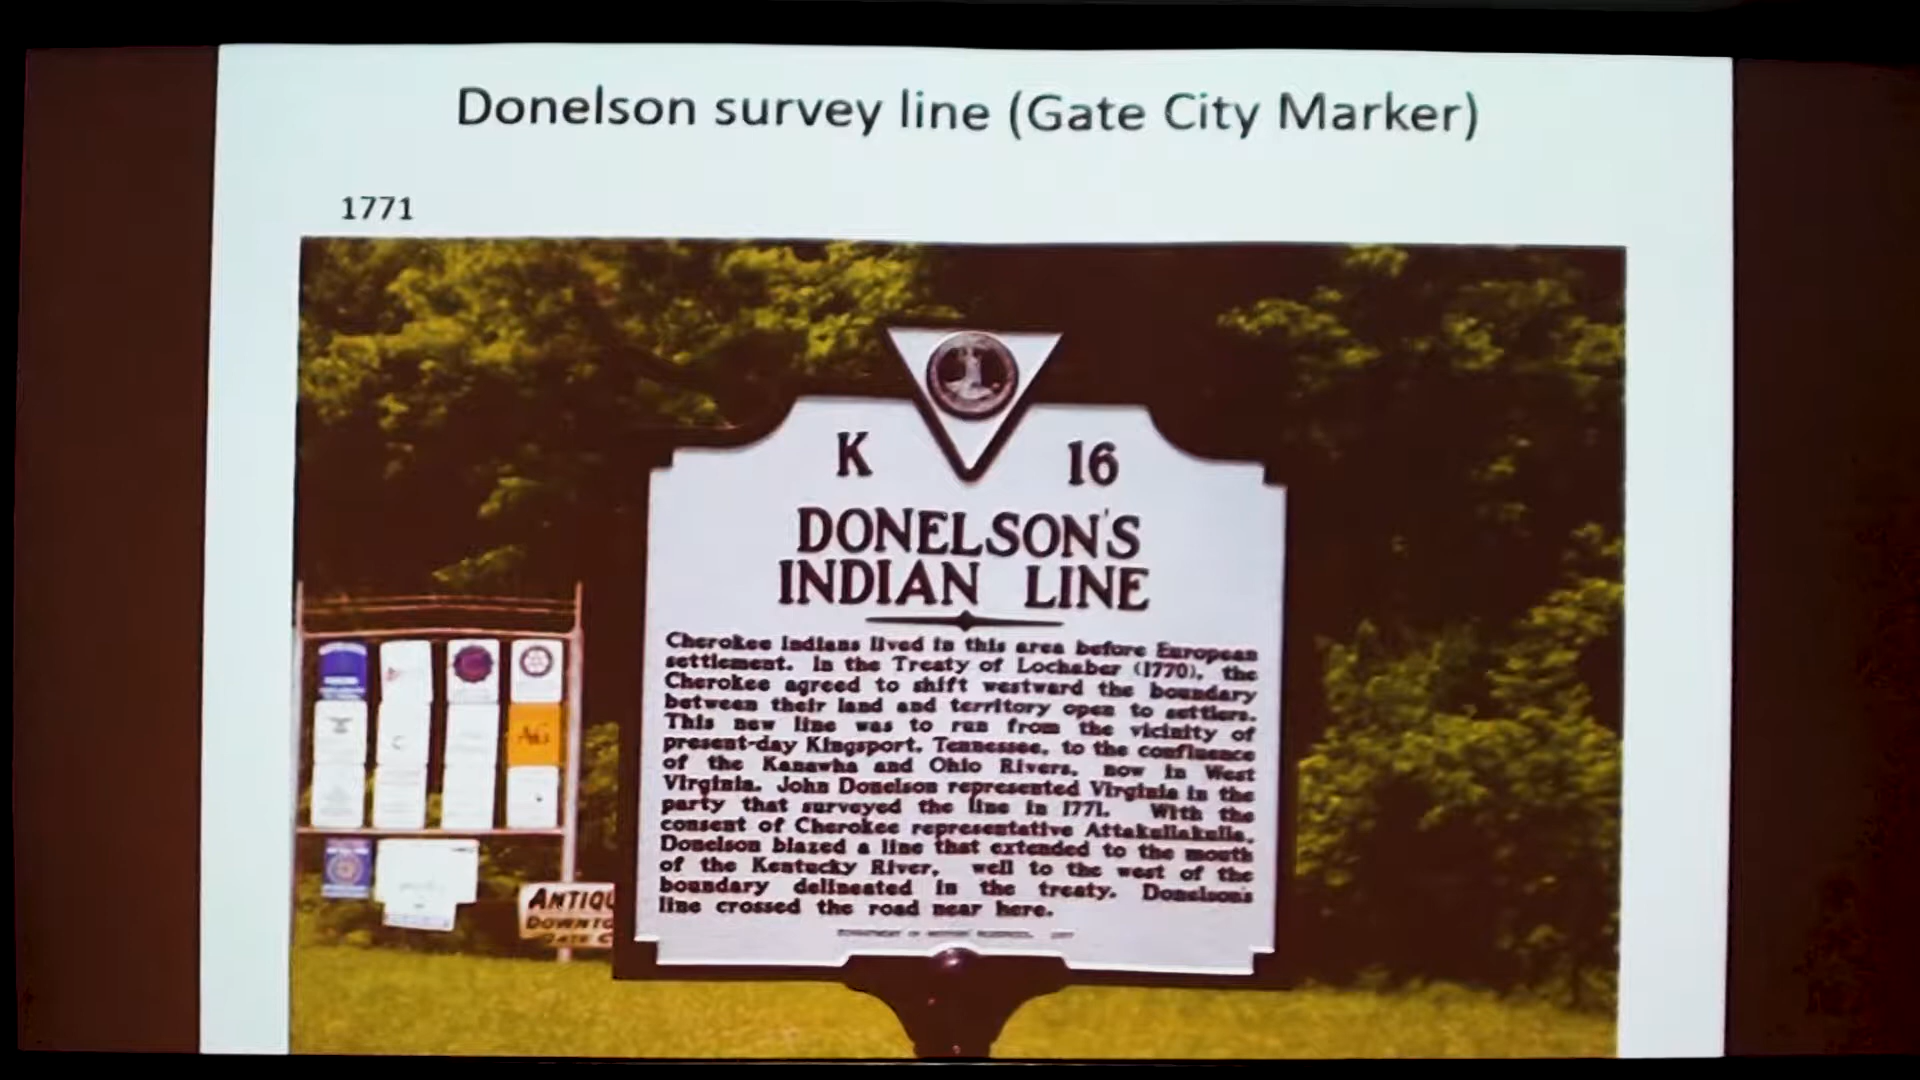 Donelson survey line (Gate City Marker)
1771
K 16
DONELSON'S
INDIAN LINE
Cherokee Indians lived in this area before European
settlement. In the Treaty of Lochaber (1770), the
Cherokee agreed to shift westward the boundary
between their land and territory open to settlers.
This new line was to run from the vicinity of
present-day Kingsport, Tennessee, to the confluence
of the Kanawha and Ohio Rivers, now in West
Virginia. John Donelson represented Virginia in the
party that surveyed the line in 1771. With the
consent of Cherokee representative Attakullakulla,
Donelson blazed a line that extended to the mouth
of the Kentucky River, well to the west of the
boundary delineated in the treaty. Donelson's
line crossed the road near here.
ANTIQU
DOWNTO
GATE C